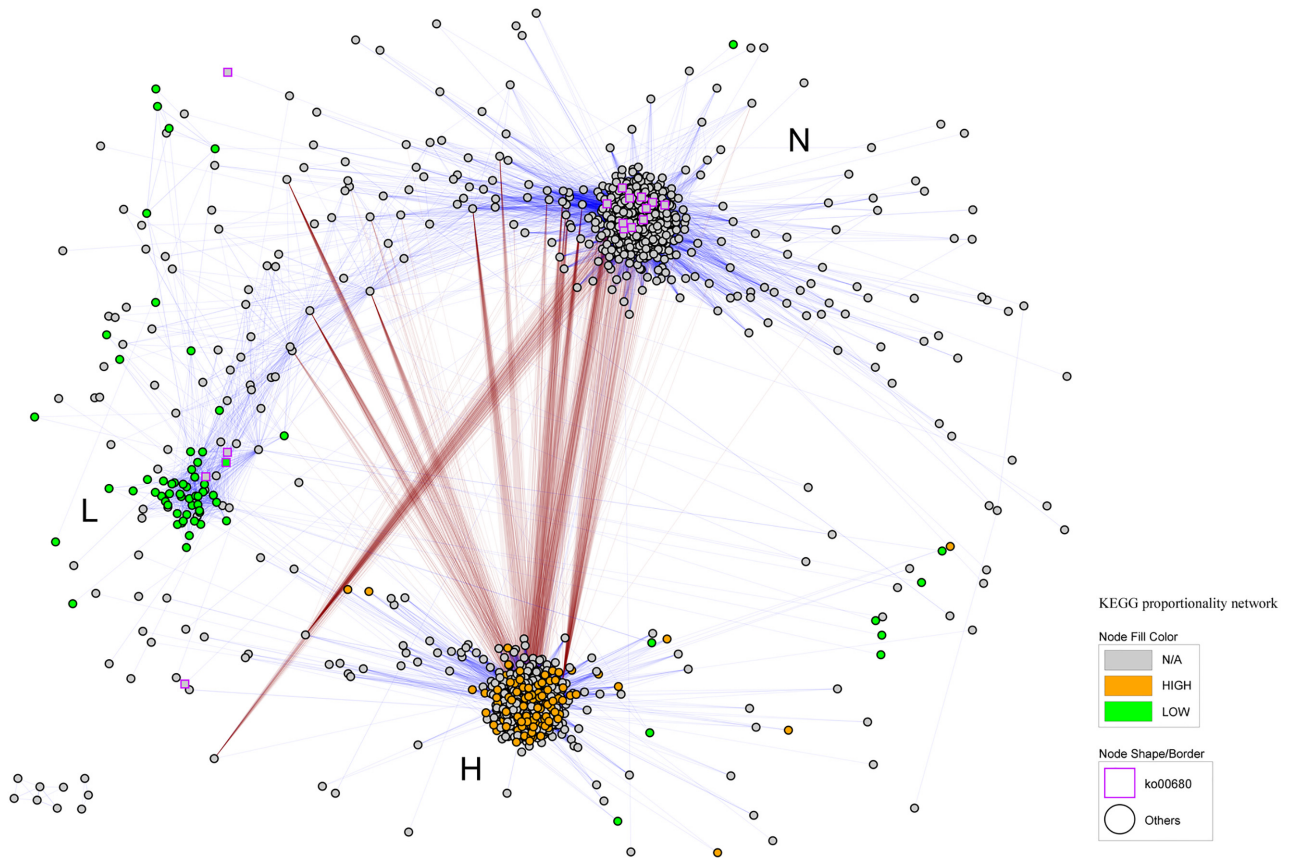 N
L
H
KEGG proportionality network
Node Fill Color
N/A
HIGH
LOW
Node Shape/Border
ko00680
Others